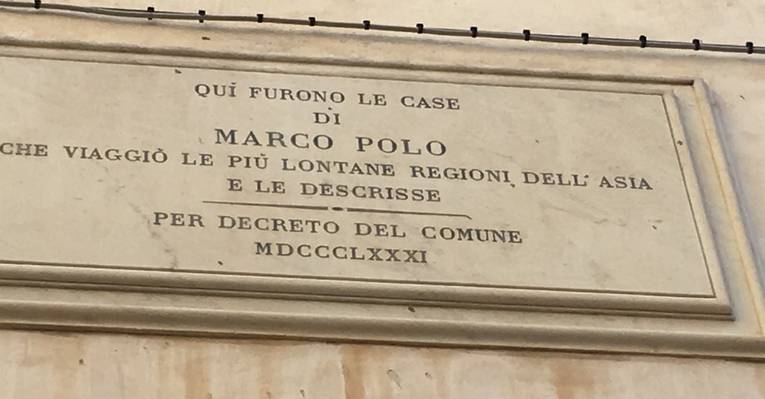 QUÌ FURONO LE CASE
DI
MARCO POLO
CHE VIAGGIÒ LE PIÙ LONTANE REGIONI DELL'ASIA
E LE DESCRISSE
PER DECRETO DEL COMUNE
MDCCCLXXXI